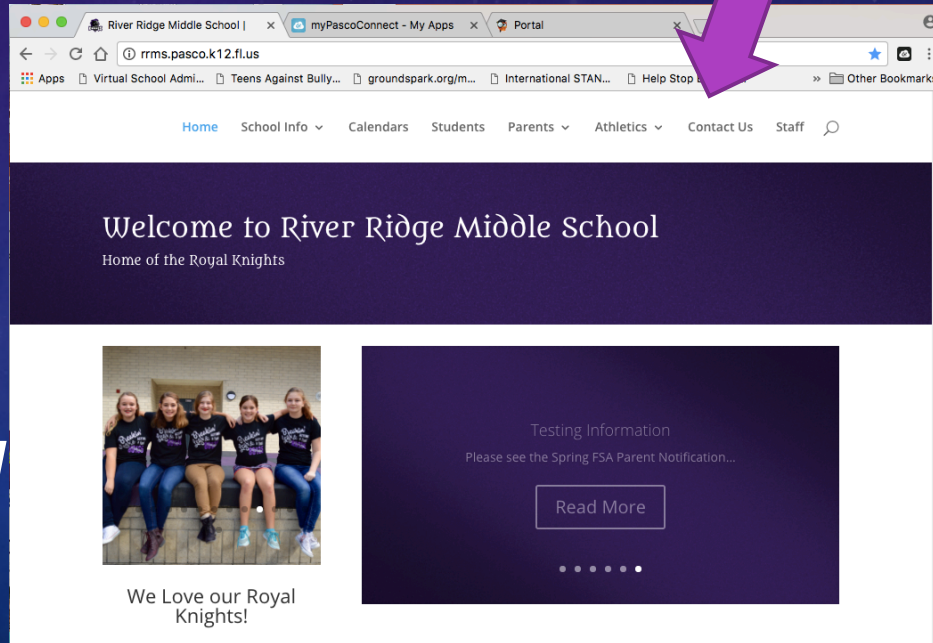 River Ridge Middle School |
myPascoConnect - My Apps
Portal
rrms.pasco.k12.fl.us
Apps Virtual School Admi... Teens Against Bully... groundspark.org/m... International STAN... Help Stop » Other Bookmarks
Home School Info Calendars Students Parents Athletics Contact Us Staff
Welcome to River Ridge Middle School
Home of the Royal Knights
Testing Information
Please see the Spring FSA Parent Notification...
Read More
We Love our Royal
Knights!